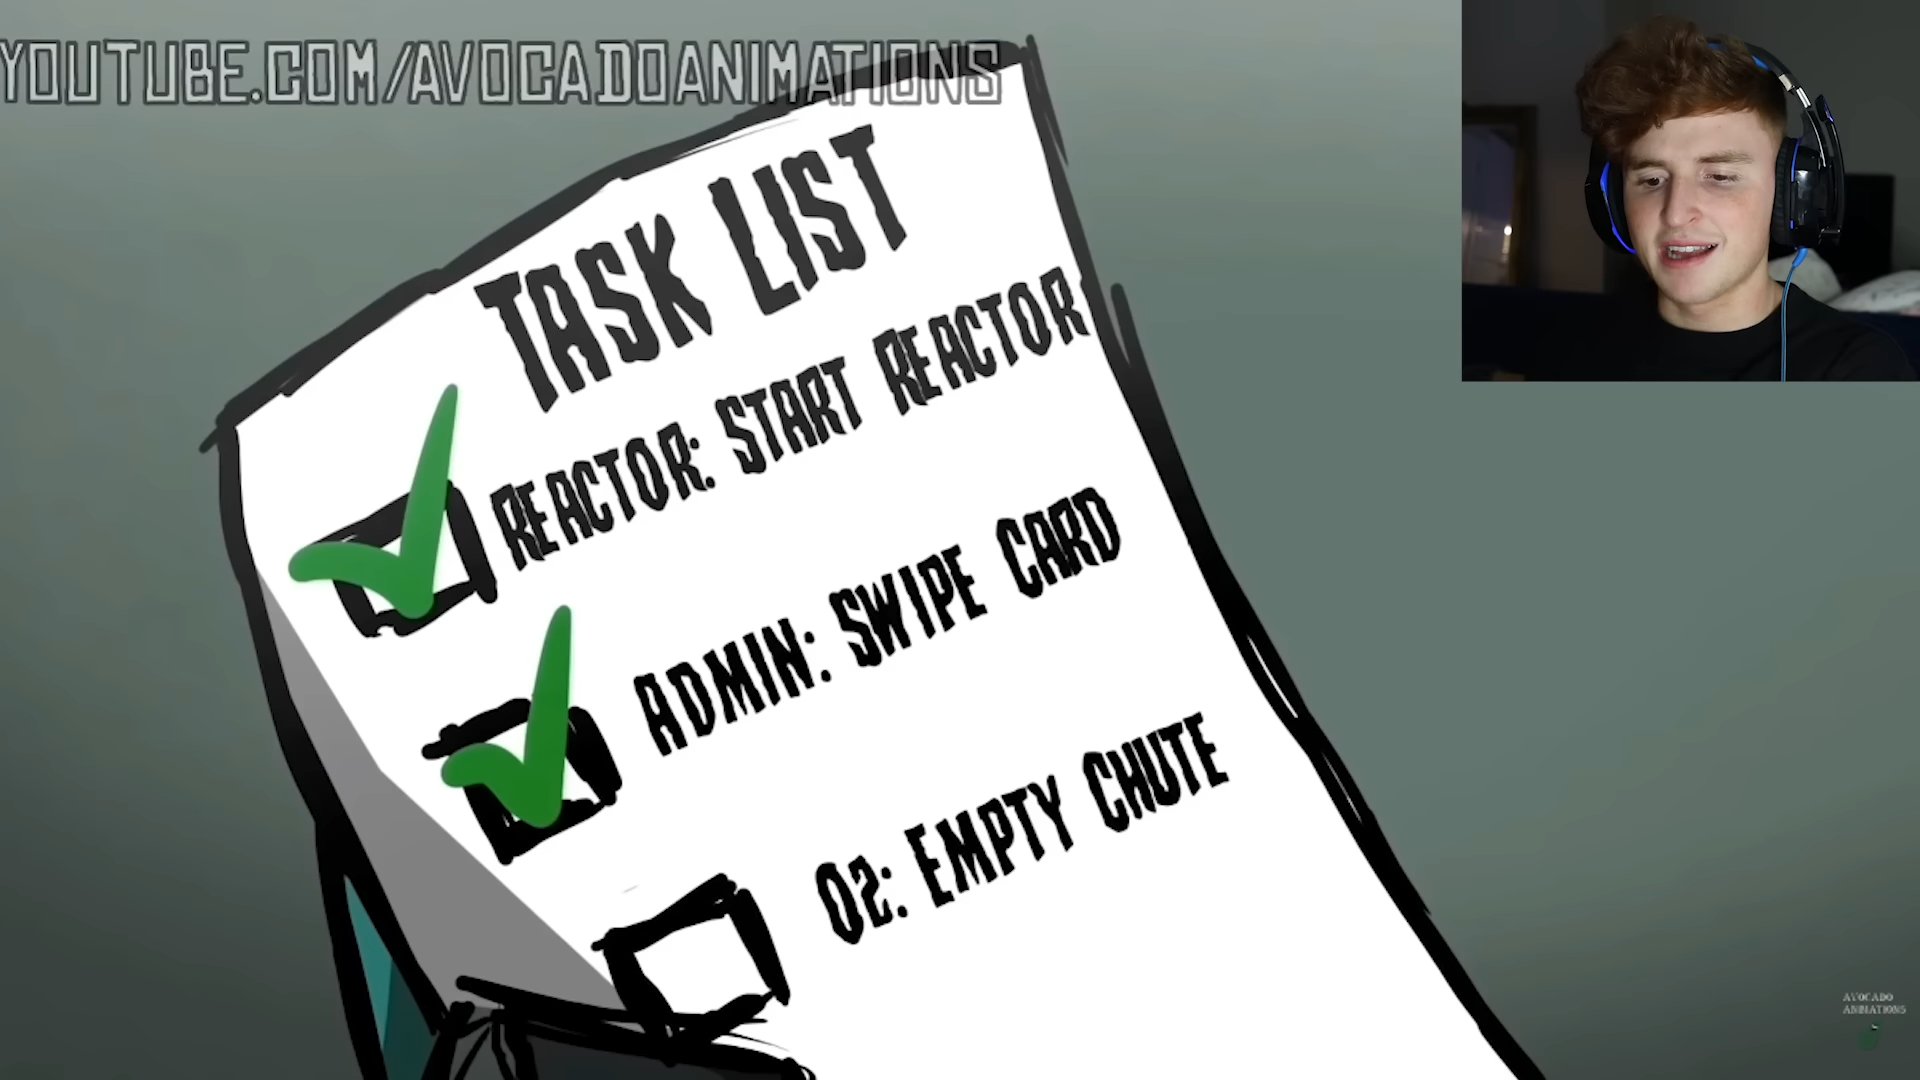 YOUTUBE.COM/AVOCADOANIMATIONS
TASK LIST
REACTOR: START REACTOR
ADMIN: SWIPE CARD
O2: EMPTY CHUTE
AVOCADO
ANIMATIONS